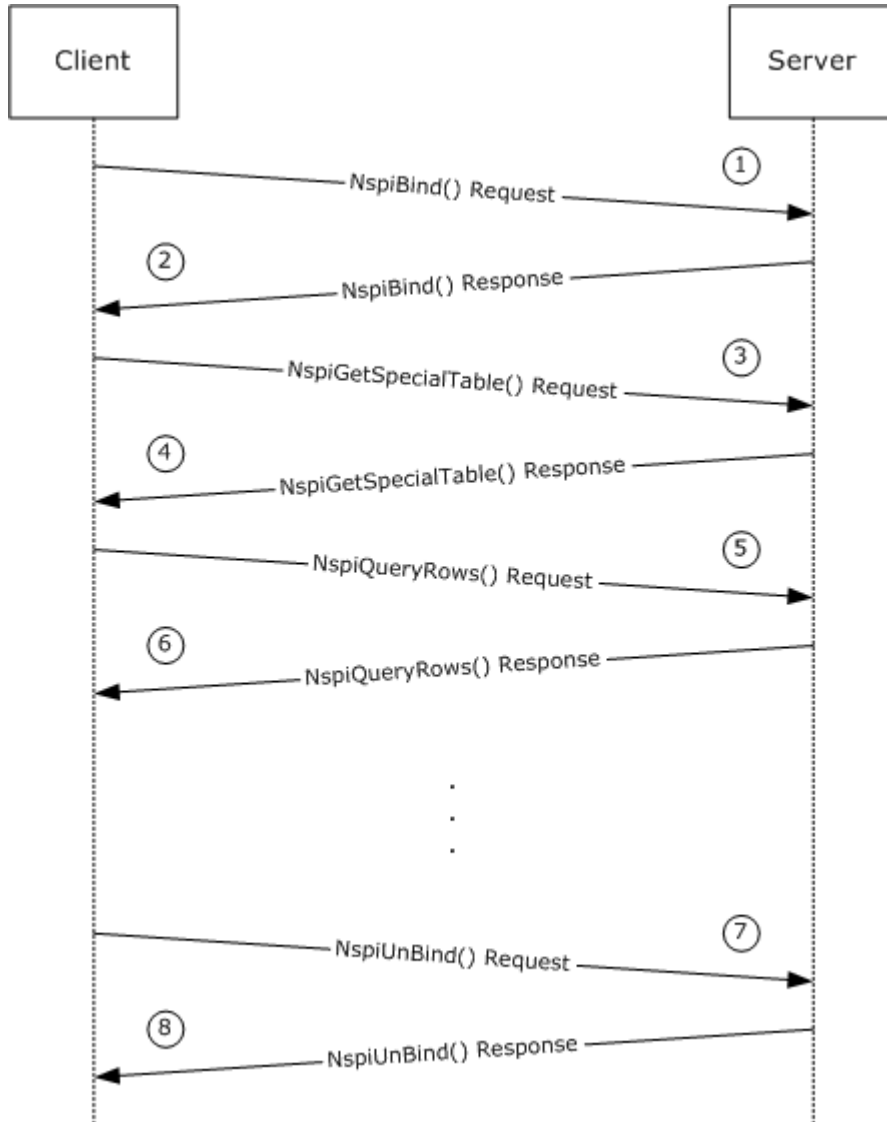 Client
Server
1
NspiBind() Request
2
NspiBind() Response
3
NspiGetSpecialTable() Request
4
NspiGetSpecialTable() Response
5
NspiQueryRows() Request
6
NspiQueryRows() Response
.
.
.
7
NspiUnBind() Request
8
NspiUnBind() Response